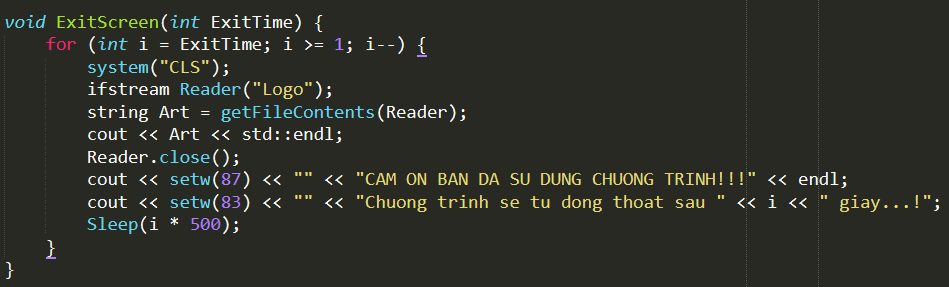 void ExitScreen(int ExitTime) {
    for (int i = ExitTime; i >= 1; i--) {
        system("CLS");
        ifstream Reader("Logo");
        string Art = getFileContents(Reader);
        cout << Art << std::endl;
        Reader.close();
        cout << setw(87) << "" << "CAM ON BAN DA SU DUNG CHUONG TRINH!!!" << endl;
        cout << setw(83) << "" << "Chuong trinh se tu dong thoat sau " << i << " giay...!";
        Sleep(i * 500);
    }
}